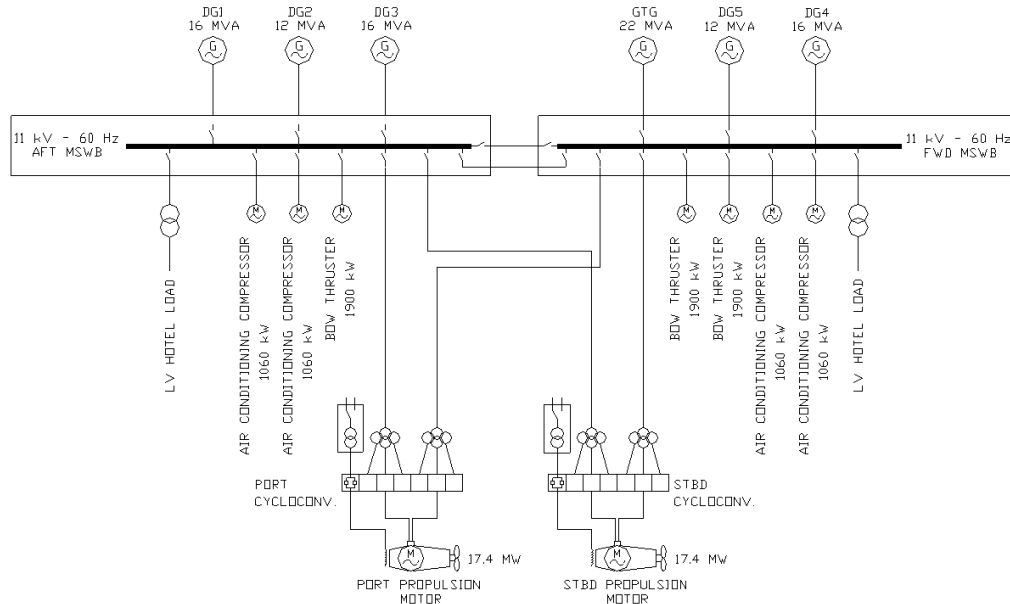 DG1
16 MVA
DG2
12 MVA
DG3
16 MVA
GTG
22 MVA
DG5
12 MVA
DG4
16 MVA
G
G
G
G
G
G
11 kV - 60 Hz
AFT MSWB
11 kV - 60 Hz
FWD MSWB
M
M
M
M
M
M
M
LV HOTEL LOAD
AIR CONDITIONING COMPRESSOR
1060 kW
AIR CONDITIONING COMPRESSOR
1060 kW
BOW THRUSTER
1900 kW
BOW THRUSTER
1900 kW
BOW THRUSTER
1900 kW
AIR CONDITIONING COMPRESSOR
1060 kW
AIR CONDITIONING COMPRESSOR
1060 kW
LV HOTEL LOAD
PORT
CYCLOCONV.
STBD
CYCLOCONV.
M
17.4 MW
M
17.4 MW
PORT PROPULSION
MOTOR
STBD PROPULSION
MOTOR